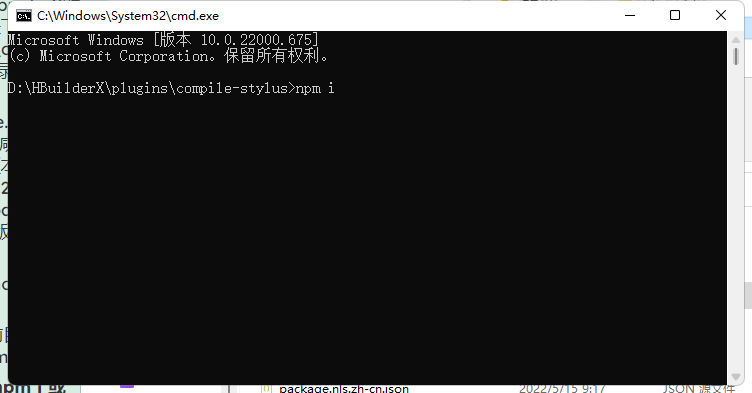 C:\Windows\System32\cmd.exe
Microsoft Windows [版本 10.0.22000.675]
(c) Microsoft Corporation。保留所有权利。
D:\HBuilderX\plugins\compile-stylus>npm i
package.nls.zh-cn.json 2022/5/15 9:17 JSON 源文件